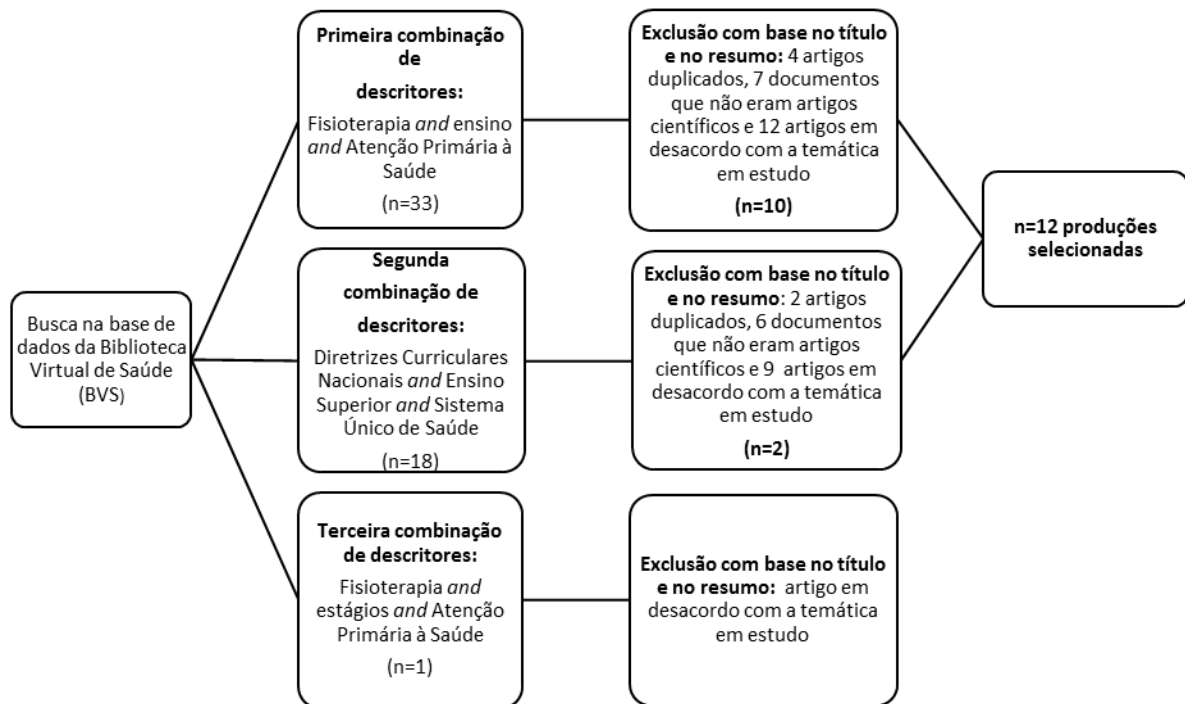 Busca na base de
dados da Biblioteca
Virtual de Saúde
(BVS)
Primeira combinação
de
descritores:
Fisioterapia and ensino
and Atenção Primária à
Saúde
(n=33)
Exclusão com base no título
e no resumo: 4 artigos
duplicados, 7 documentos
que não eram artigos
científicos e 12 artigos em
desacordo com a temática
em estudo
(n=10)
Segunda
combinação de
descritores:
Diretrizes Curriculares
Nacionais and Ensino
Superior and Sistema
Único de Saúde
(n=18)
Exclusão com base no título
e no resumo: 2 artigos
duplicados, 6 documentos
que não eram artigos
científicos e 9 artigos em
desacordo com a temática
em estudo
(n=2)
Terceira combinação
de descritores:
Fisioterapia and
estágios and Atenção
Primária à Saúde
(n=1)
Exclusão com base no título
e no resumo: artigo em
desacordo com a temática
em estudo
n=12 produções
selecionadas